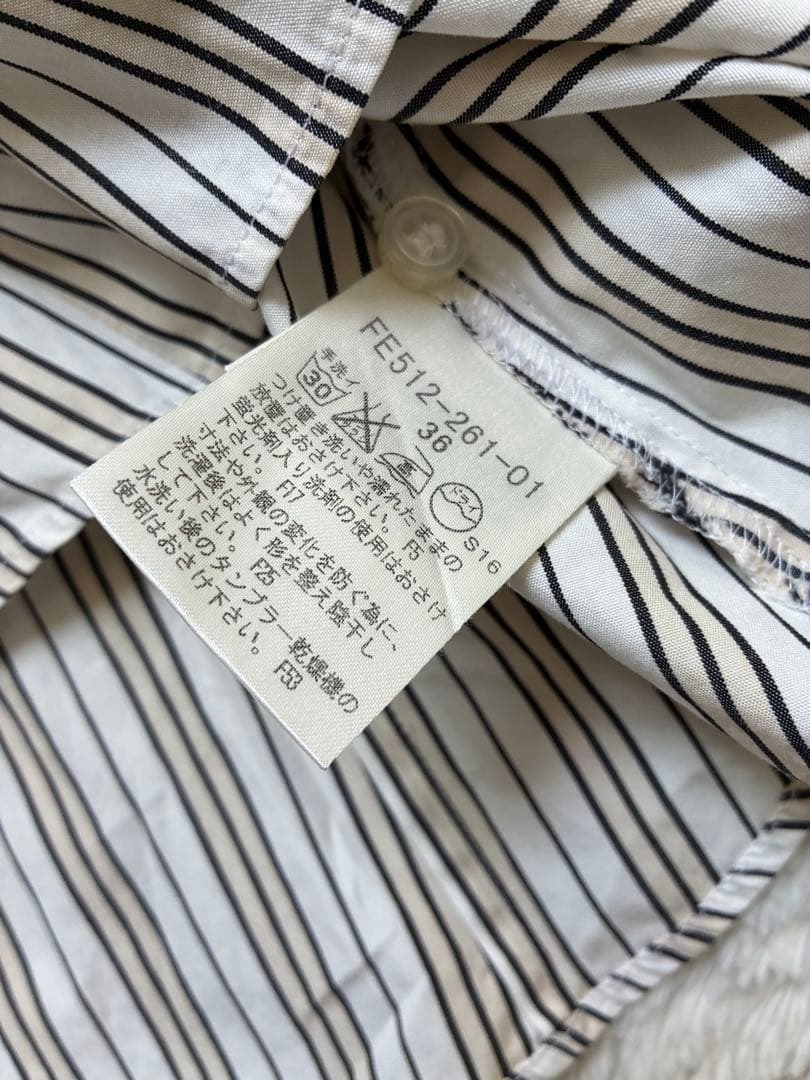 FE512-261-01
36
手洗イ
30
高
ドライ
S16
つけ置き洗いや濡れたままの
放置はおさけ下さい。 F5
蛍光剤入り洗剤の使用はおさけ
下さい。 F17
寸法や外観の変化を防ぐ為に、
洗濯後はよく形を整え陰干し
して下さい。 F25
水洗い後のタンブラー乾燥機の
使用はおさけ下さい。 F53